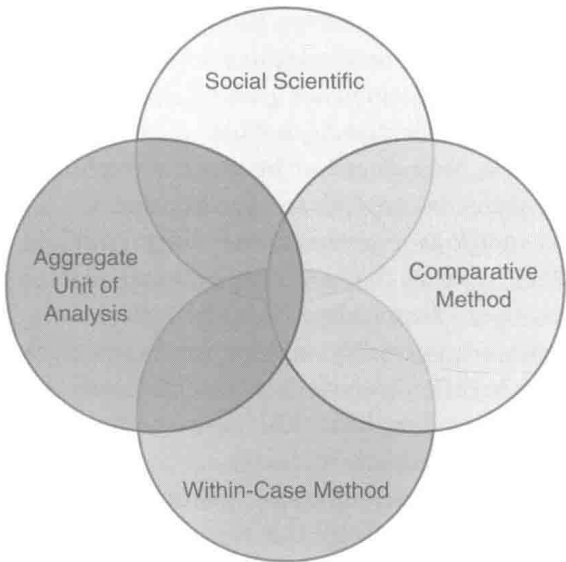 Social Scientific
Aggregate
Unit of
Analysis
Comparative
Method
Within-Case Method